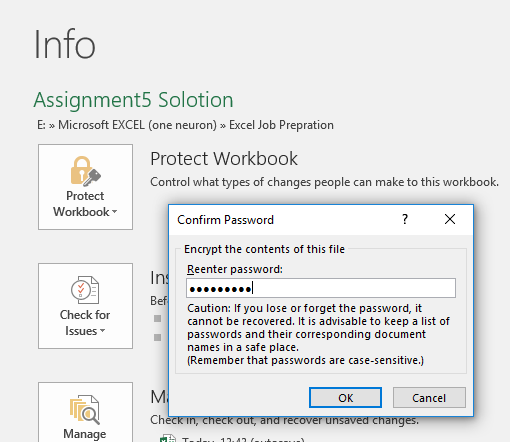 Info
Assignment5 Solotion
E: » Microsoft EXCEL (one neuron) » Excel Job Prepration
Protect Workbook
Control what types of changes people can make to this workbook.
Protect
Workbook
Confirm Password
?
Encrypt the contents of this file
Reenter password:
•••••••••
Caution: If you lose or forget the password, it
cannot be recovered. It is advisable to keep a list of
passwords and their corresponding document
names in a safe place.
(Remember that passwords are case-sensitive.)
OK Cancel
Ins
Befo
Check for
Issues
Ma
Check in, check out, and recover unsaved changes.
Manage
Today, 12:43 (autosave)